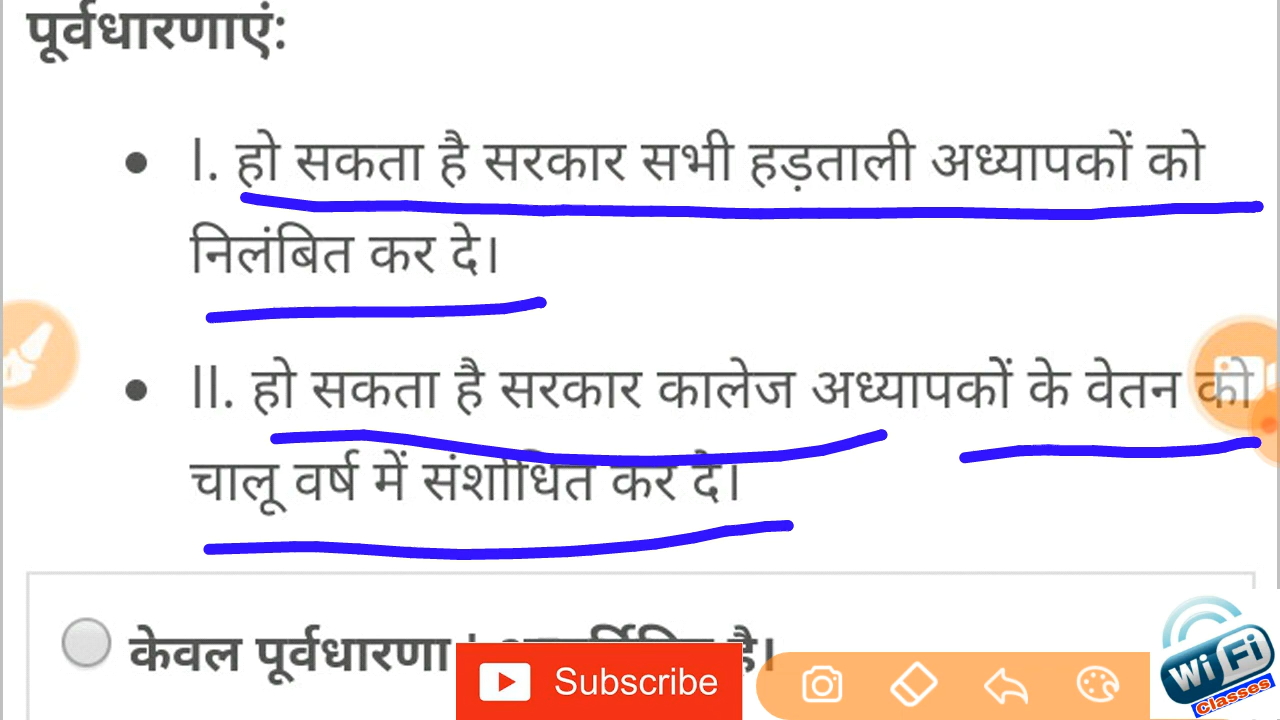 पूर्वधारणाएं:
• I. हो सकता है सरकार सभी हड़ताली अध्यापकों को
निलंबित कर दे।
• II. हो सकता है सरकार कालेज अध्यापकों के वेतन को
चालू वर्ष में संशोधित कर दे।
केवल पूर्वधारणा है।
Subscribe
WiFi
Classes